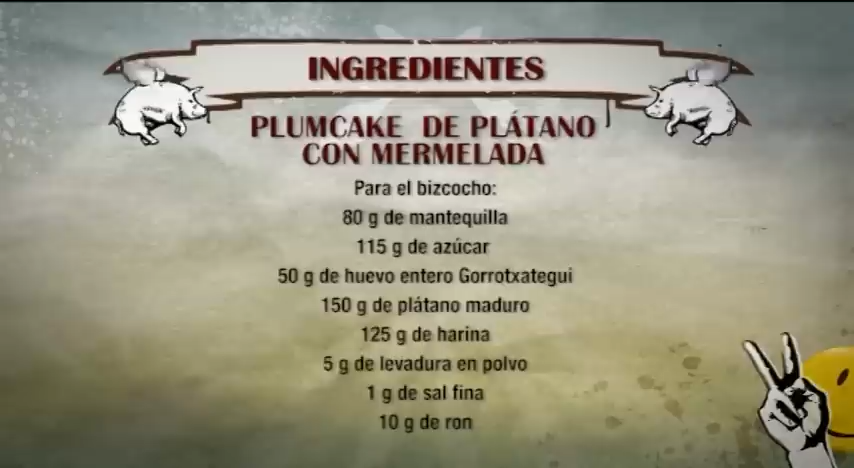 INGREDIENTES
PLUMCAKE DE PLÁTANO
CON MERMELADA
Para el bizcocho:
80 g de mantequilla
115 g de azúcar
50 g de huevo entero Gorrotxategui
150 g de plátano maduro
125 g de harina
5 g de levadura en polvo
1 g de sal fina
10 g de ron